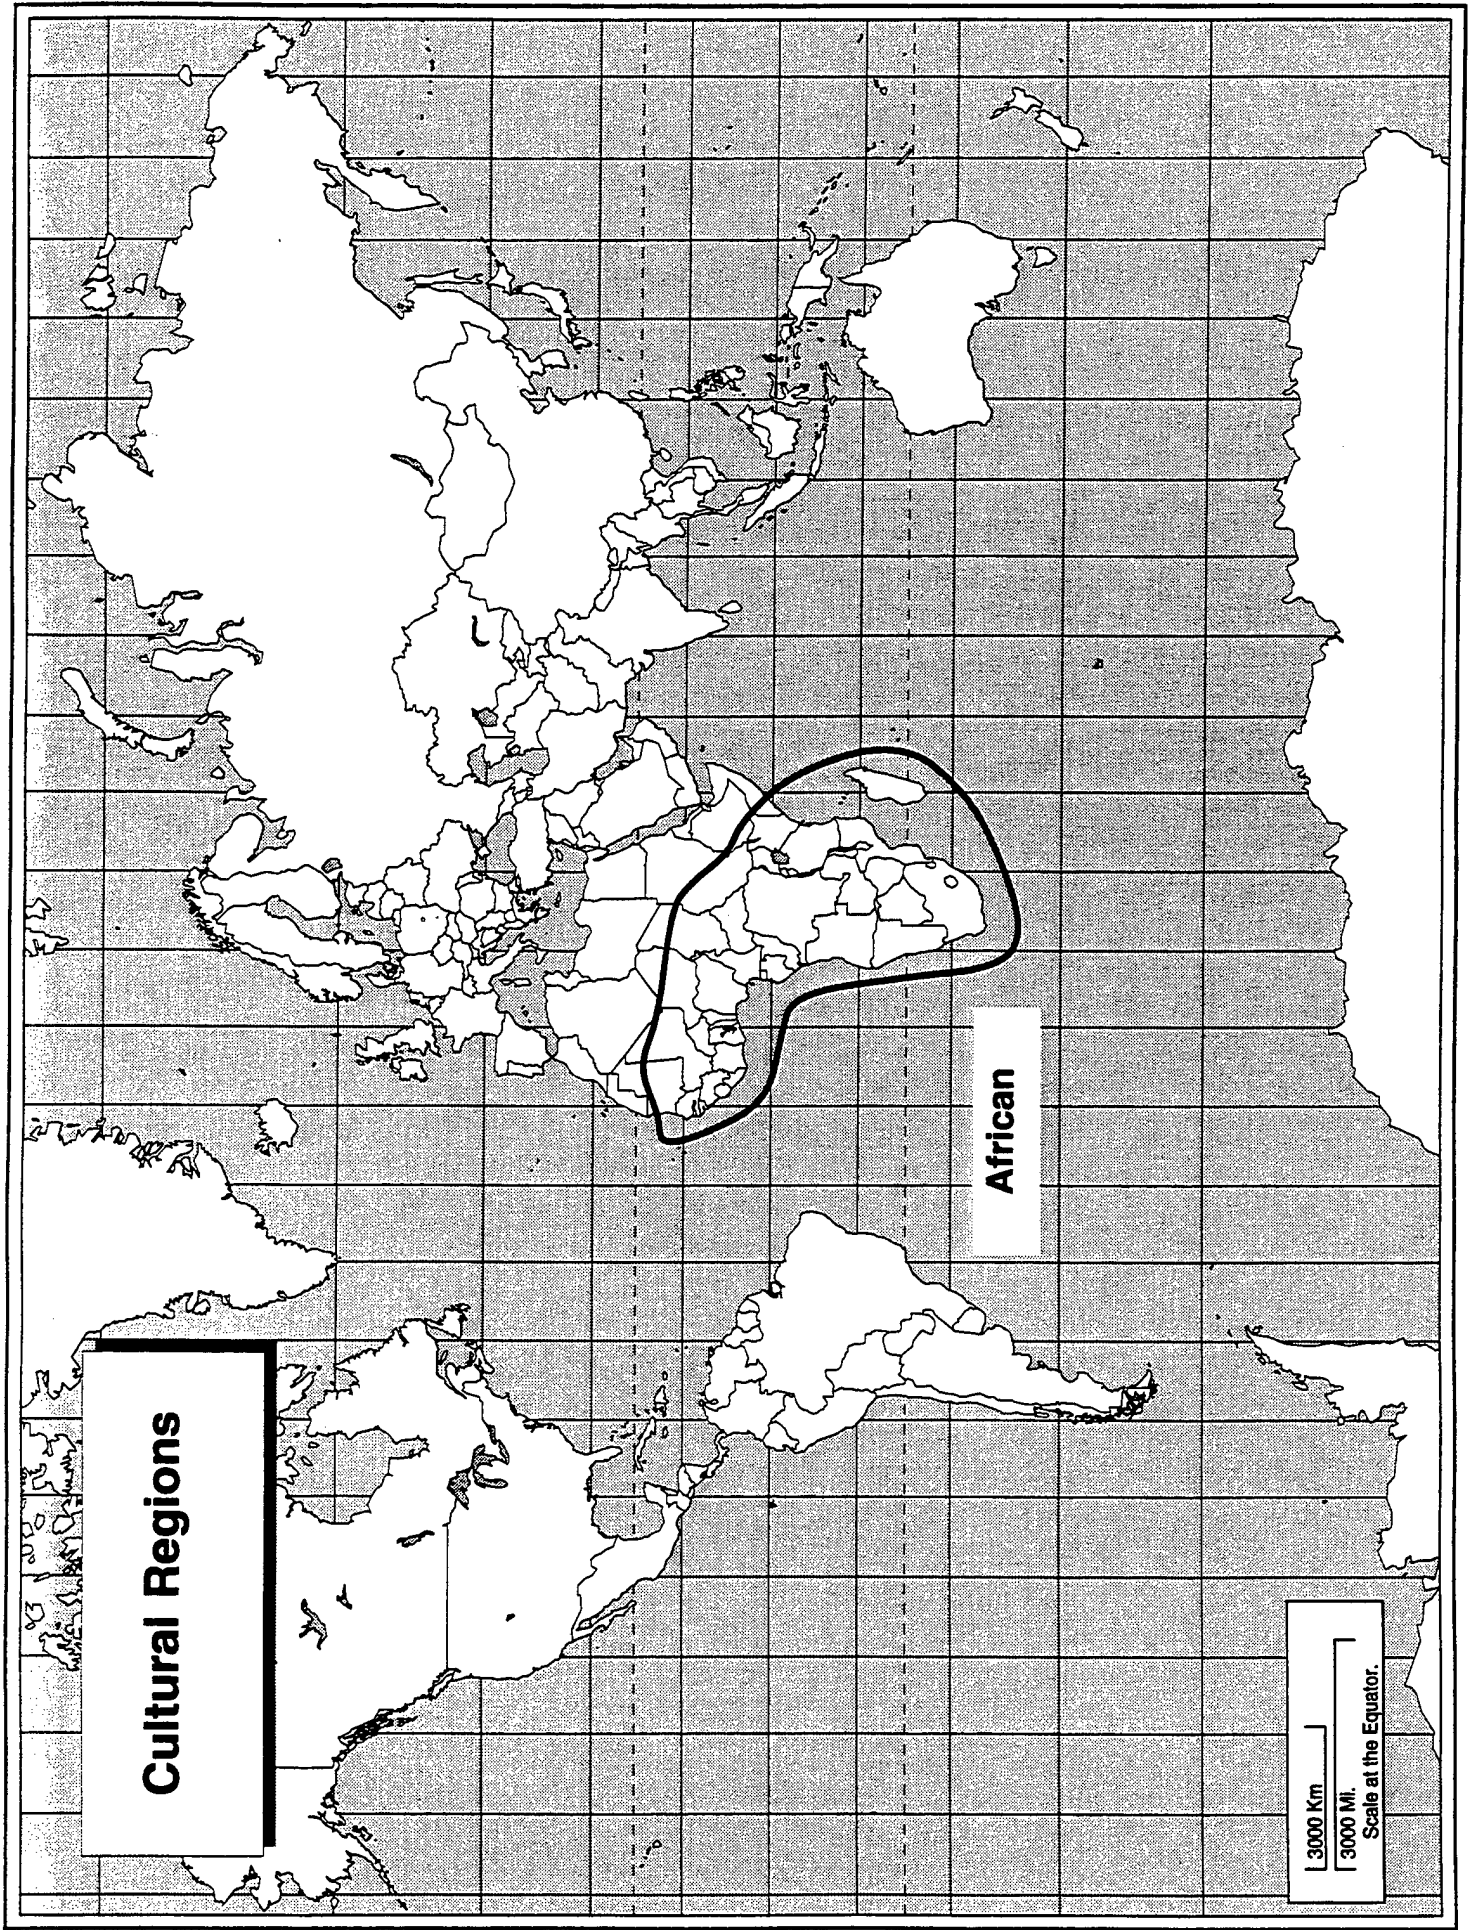 Cultural Regions
African
3000 Km
3000 Mi.
Scale at the Equator.